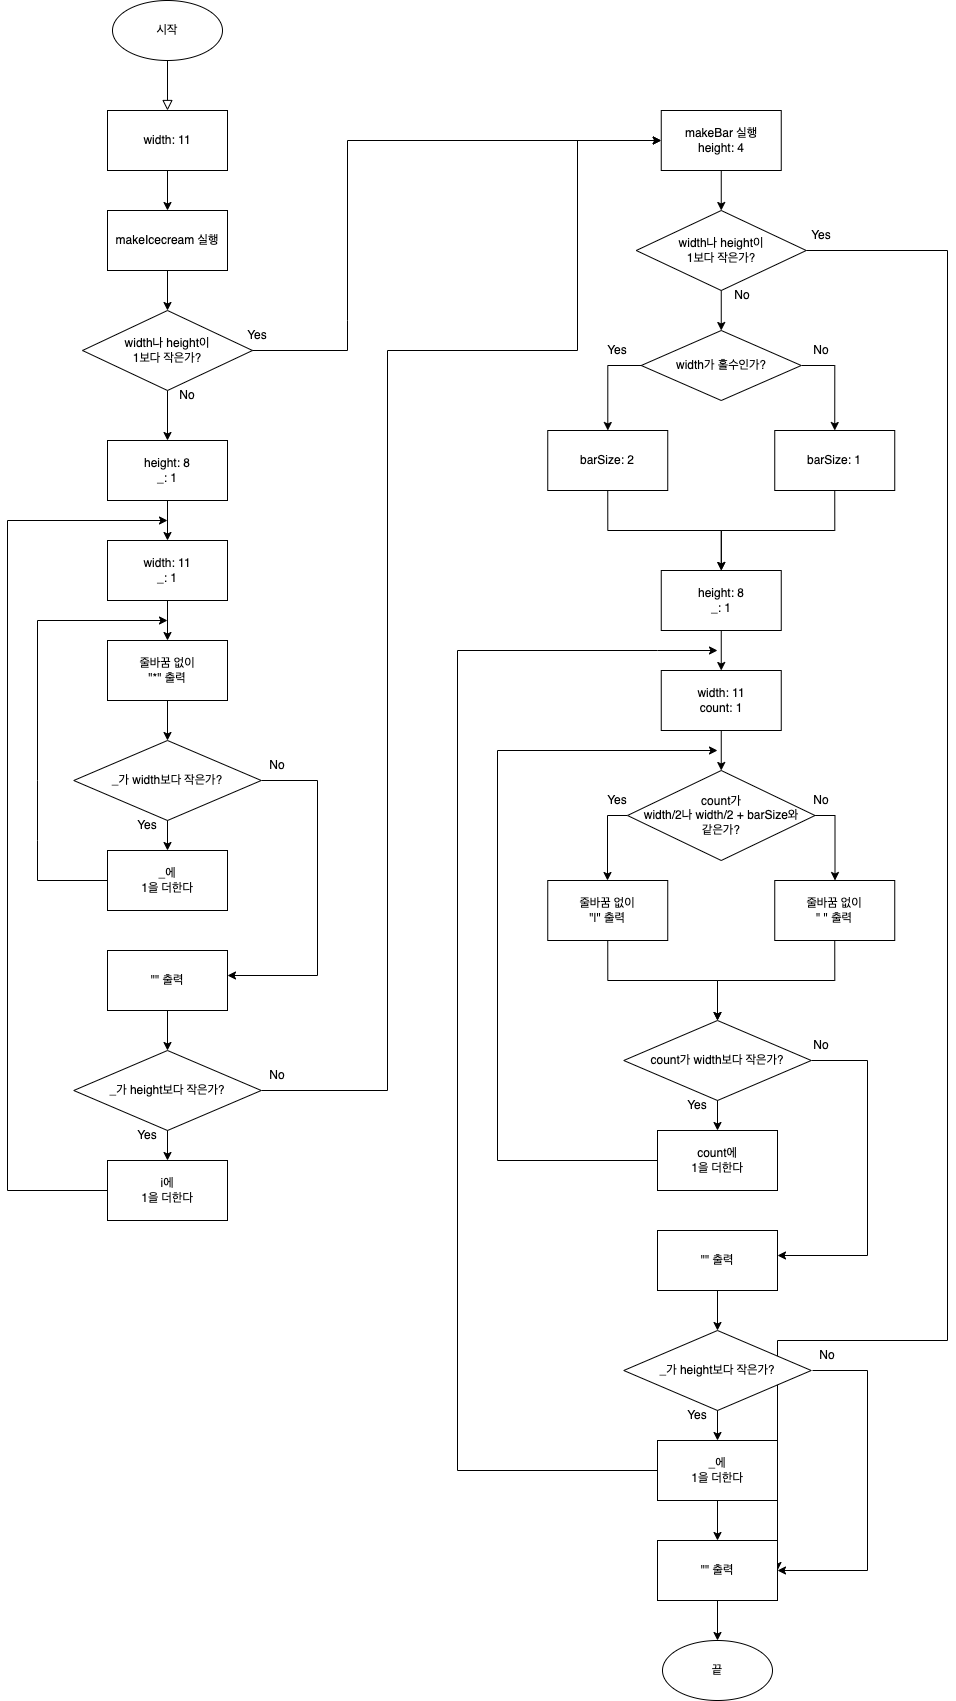 시작
width: 11
makeIcecream 실행
width나 height이
1보다 작은가?
Yes
No
height: 8
_: 1
width: 11
_: 1
줄바꿈 없이
"*" 출력
_가 width보다 작은가?
No
Yes
_에
1을 더한다
"" 출력
_가 height보다 작은가?
No
Yes
i에
1을 더한다
makeBar 실행
height: 4
width나 height이
1보다 작은가?
Yes
No
width가 홀수인가?
Yes
No
barSize: 2
barSize: 1
height: 8
_: 1
width: 11
count: 1
count가
width/2나 width/2 + barSize와
같은가?
Yes
No
줄바꿈 없이
"|" 출력
줄바꿈 없이
" " 출력
count가 width보다 작은가?
No
Yes
count에
1을 더한다
"" 출력
_가 height보다 작은가?
No
Yes
_에
1을 더한다
"" 출력
끝